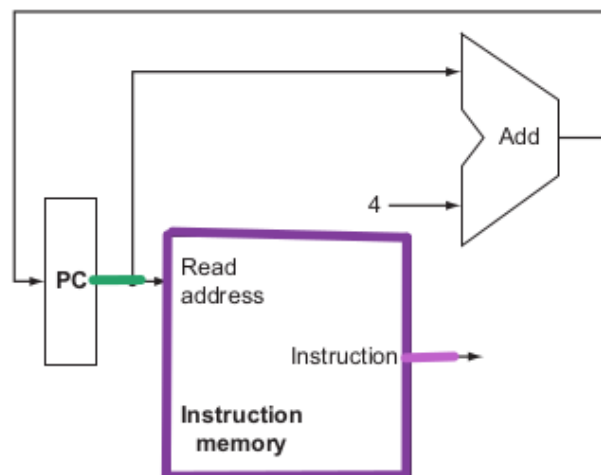 Add
4
PC
Read
address
Instruction
Instruction
memory